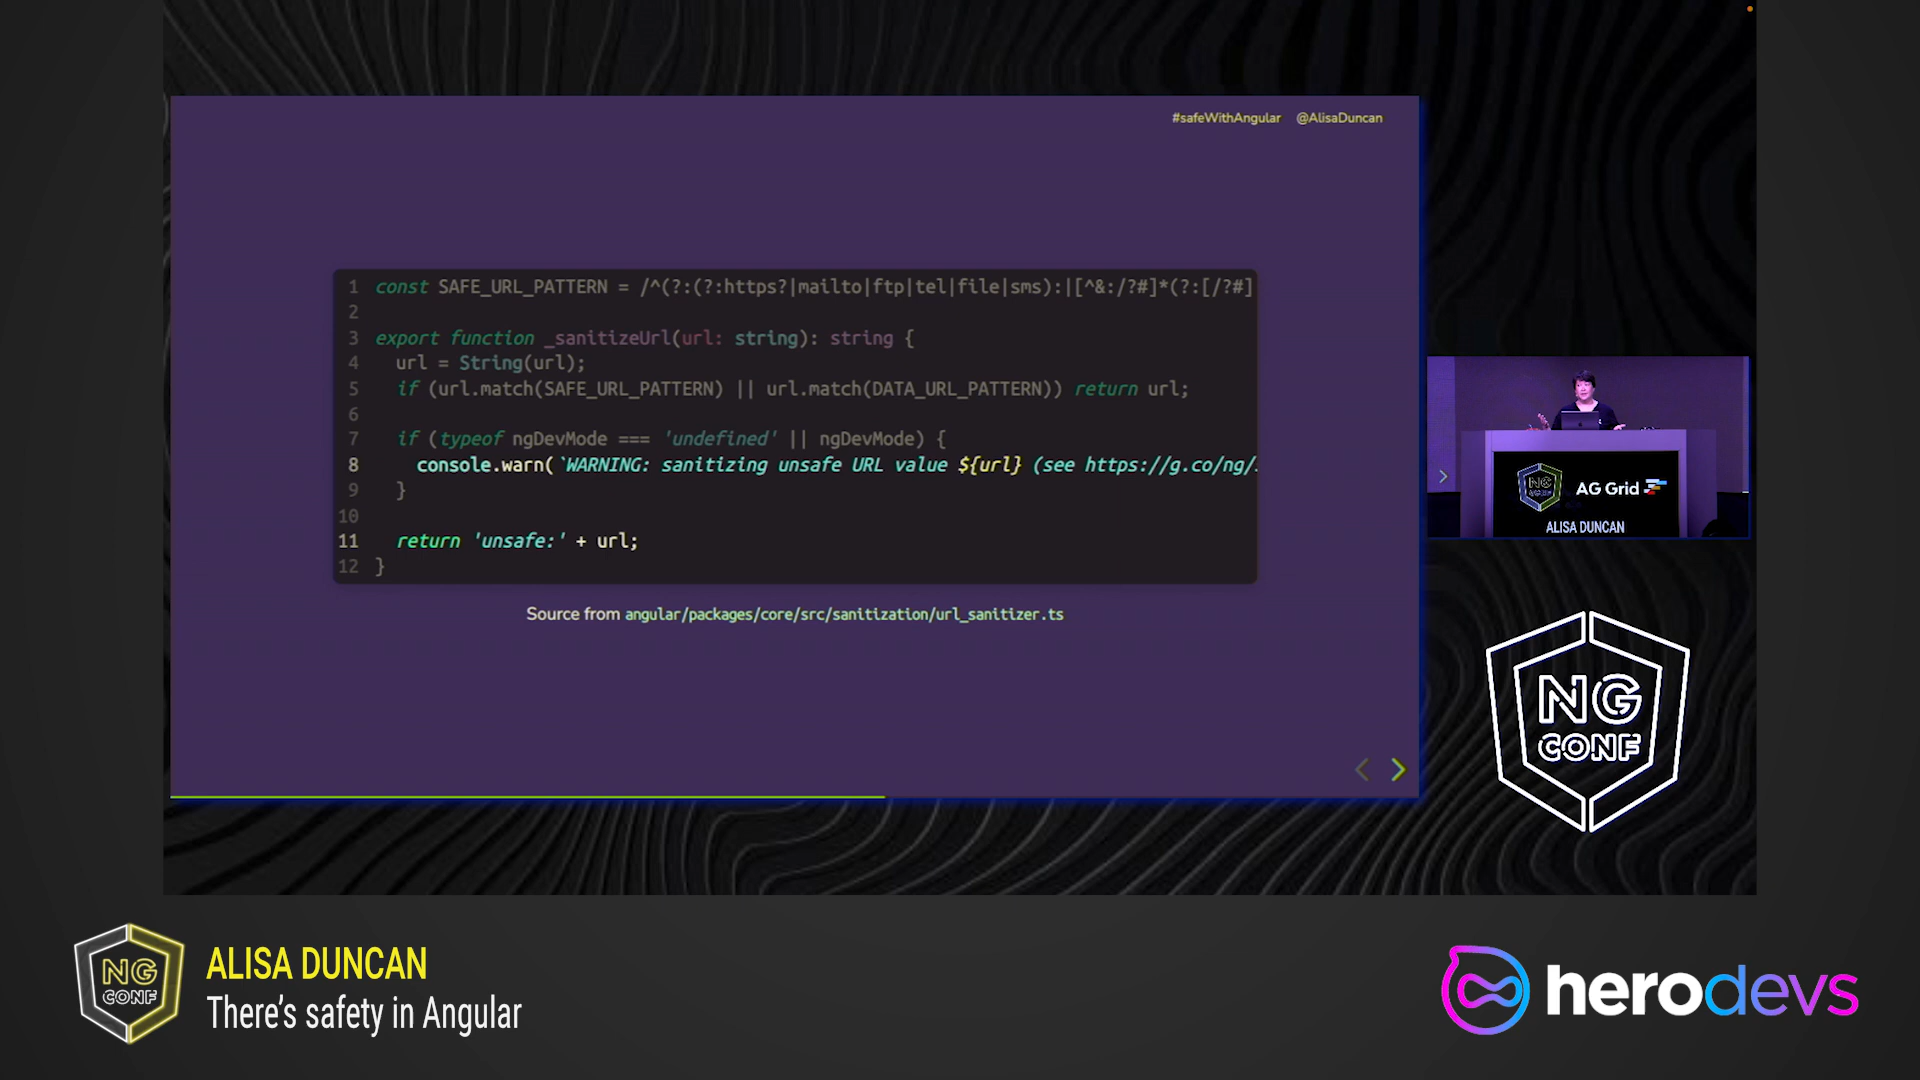 #safeWithAngular @AlisaDuncan
1 const SAFE_URL_PATTERN = /^(?:(?:https?|mailto|ftp|tel|file|sms):|[^&:/?#]*(?:[/?#]
2
3 export function _sanitizeUrl(url: string): string {
4 url = String(url);
5 if (url.match(SAFE_URL_PATTERN) || url.match(DATA_URL_PATTERN)) return url;
6
7 if (typeof ngDevMode === 'undefined' || ngDevMode) {
8 console.warn(`WARNING: sanitizing unsafe URL value ${url} (see https://g.co/ng/
9 }
10
11 return 'unsafe:' + url;
12 }
Source from angular/packages/core/src/sanitization/url_sanitizer.ts
NG CONF
AG Grid
ALISA DUNCAN
NG
CONF
NG
CONF
ALISA DUNCAN
There's safety in Angular
herodevs